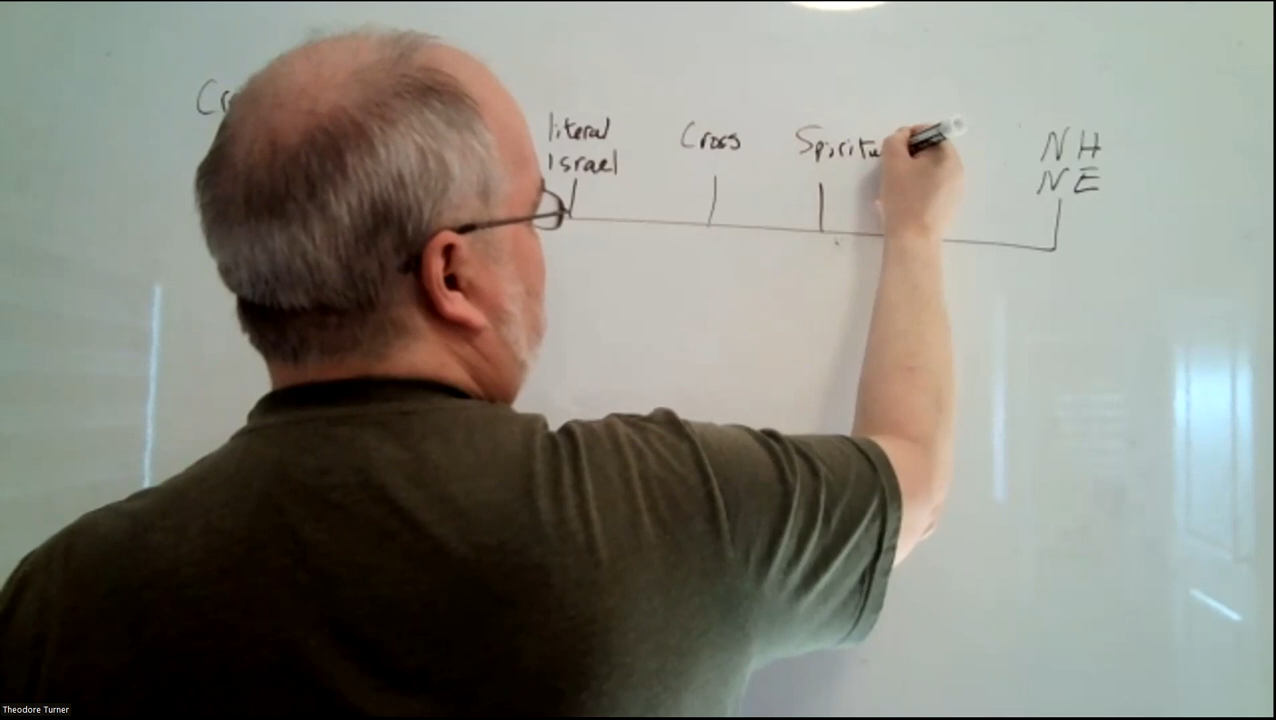 literal
Israel
Cross
NH
NE
Theodore Turner